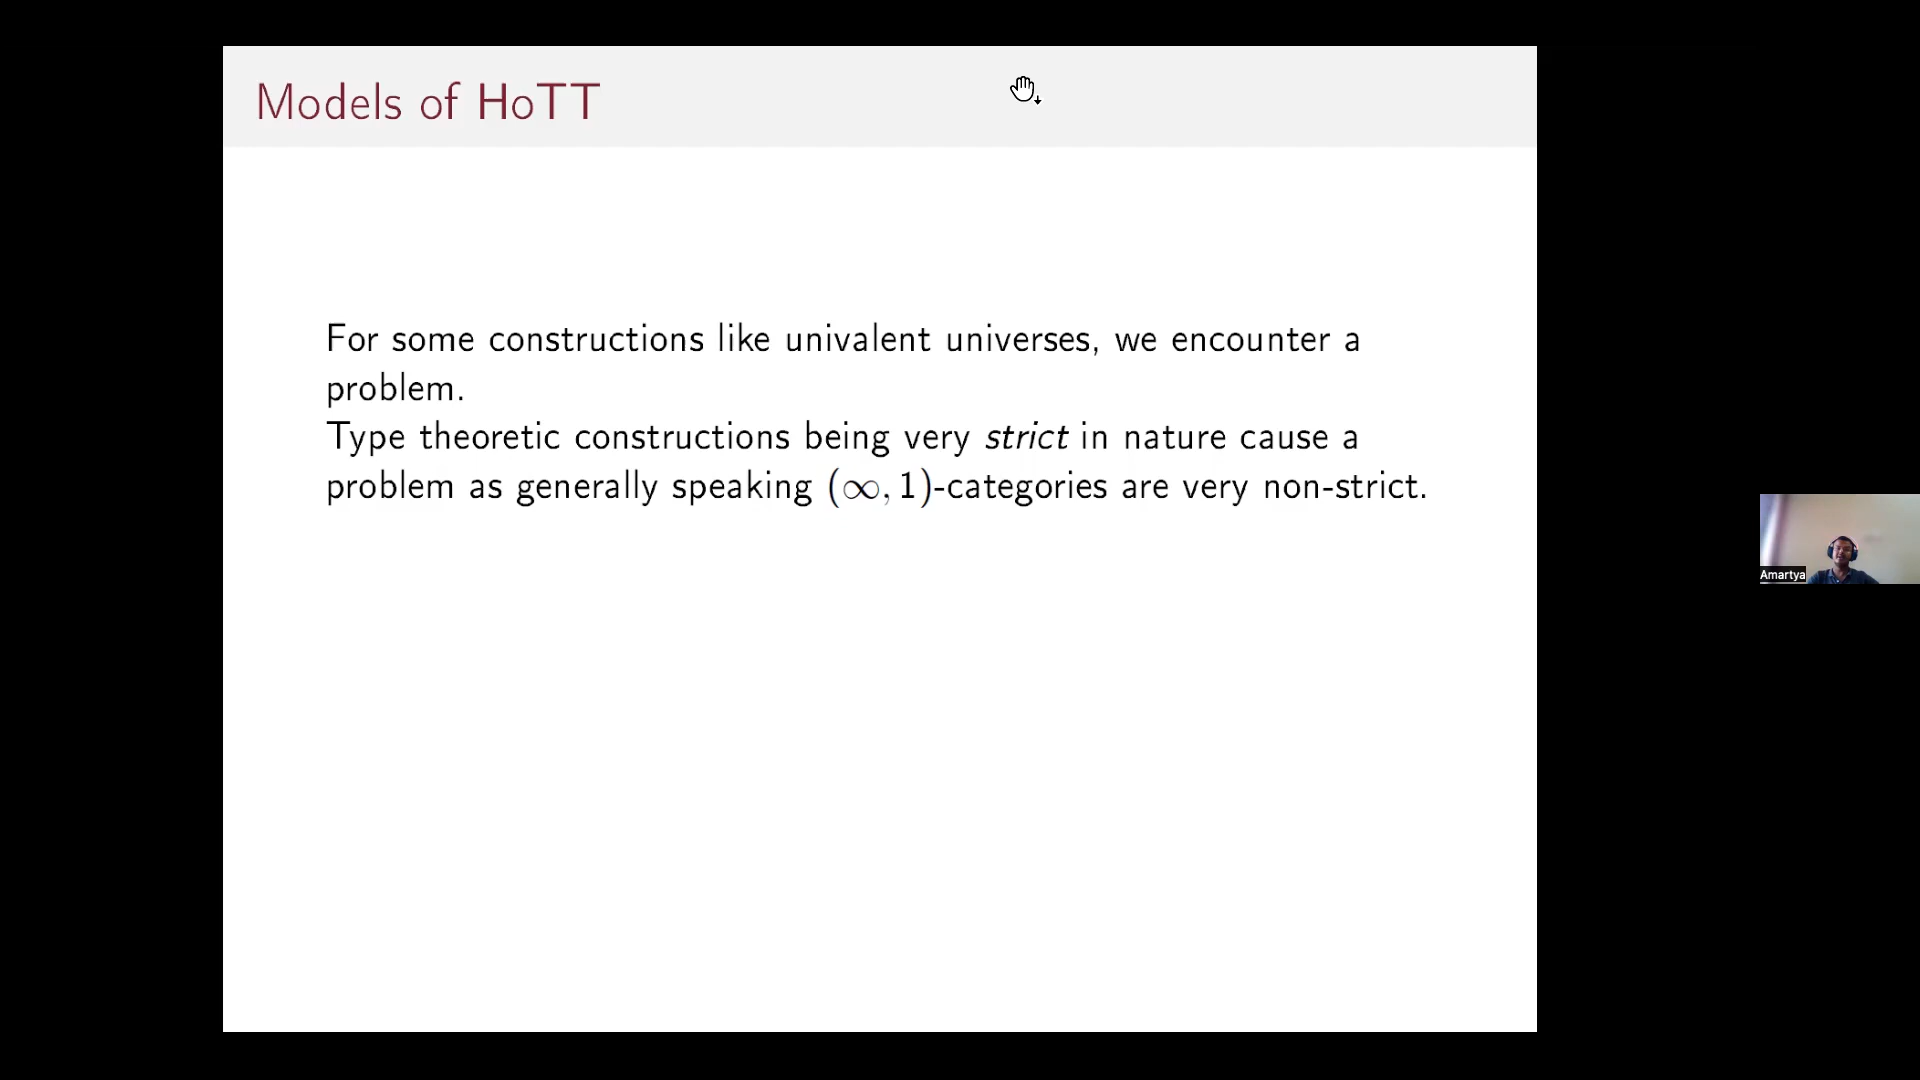 Models of HoTT
For some constructions like univalent universes, we encounter a
problem.
Type theoretic constructions being very strict in nature cause a
problem as generally speaking (∞, 1)-categories are very non-strict.
Amartya